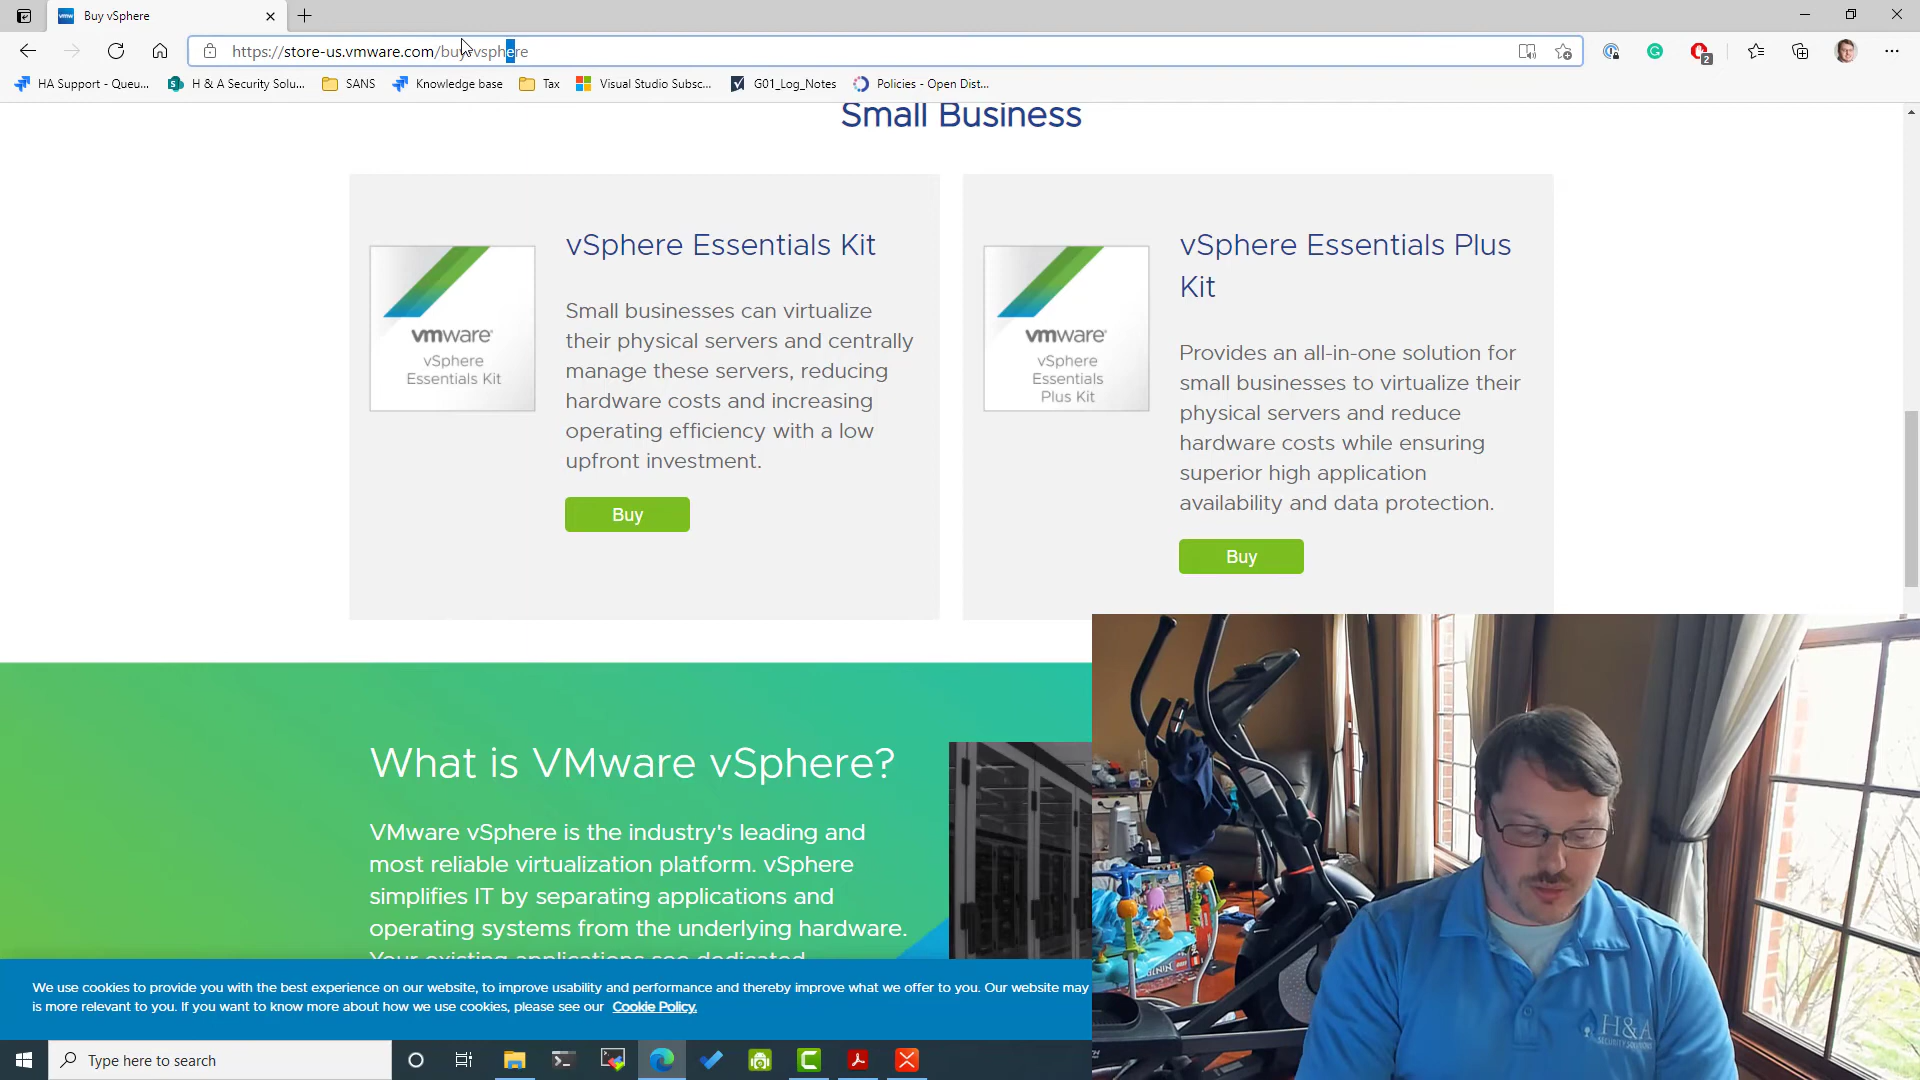 Buy vSphere
https://store-us.vmware.com/buy-vsphere
2
HA Support - Queu...
H & A Security Solu...
SANS
Knowledge base
Tax
Visual Studio Subsc...
G01_Log_Notes
Policies - Open Dist...
Small Business
vSphere Essentials Kit
vmware
vSphere
Essentials Kit
Small businesses can virtualize
their physical servers and centrally
manage these servers, reducing
hardware costs and increasing
operating efficiency with a low
upfront investment.
Buy
vSphere Essentials Plus
Kit
vmware
vSphere
Essentials
Plus Kit
Provides an all-in-one solution for
small businesses to virtualize their
physical servers and reduce
hardware costs while ensuring
superior high application
availability and data protection.
Buy
What is VMware vSphere?
VMware vSphere is the industry's leading and
most reliable virtualization platform. vSphere
simplifies IT by separating applications and
operating systems from the underlying hardware.
Your existing applications see dedicated
We use cookies to provide you with the best experience on our website, to improve usability and performance and thereby improve what we offer to you. Our website may
is more relevant to you. If you want to know more about how we use cookies, please see our Cookie Policy.
Type here to search
H&A
SECURITY SOLUTIONS